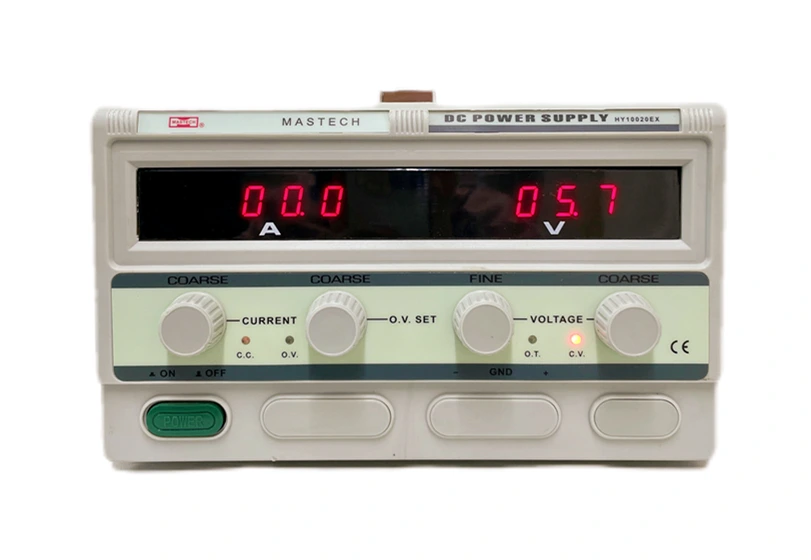 MASTECH® MASTECH DC POWER SUPPLY HY10020EX
00.0 05.7
A V
COARSE COARSE FINE COARSE
CURRENT O.V. SET VOLTAGE
C.C. O.V. O.T. C.V. CE
ON OFF - GND +
POWER